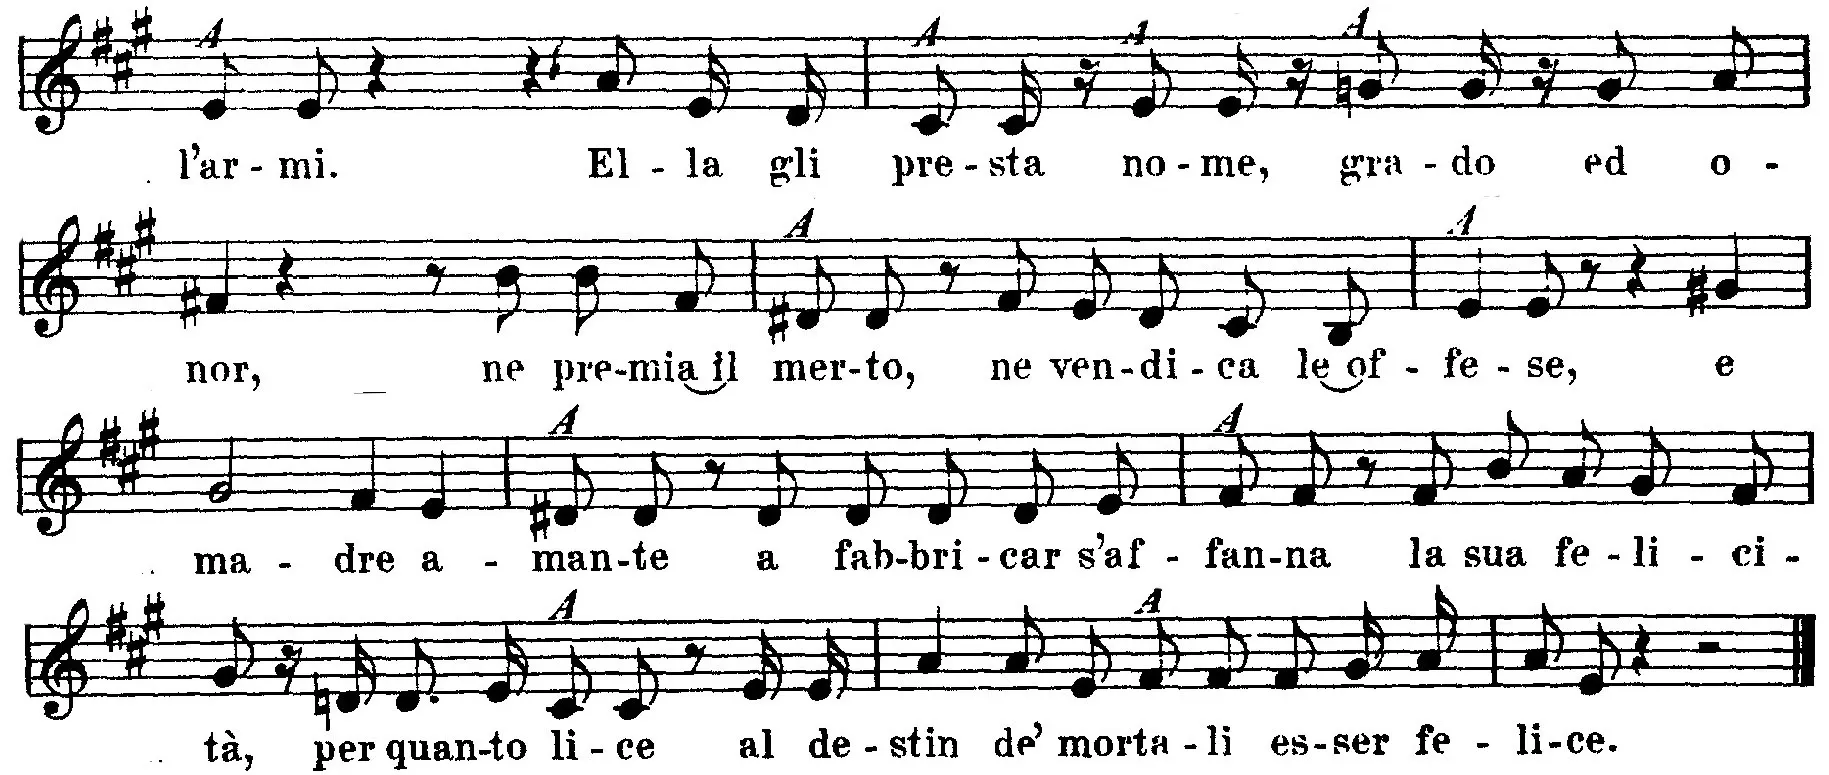 A A A A
l'ar - mi. El - la gli pre - sta no - me, gra - do ed o -
A A
nor, ne pre-mia il mer-to, ne ven-di - ca le of - fe - se, e
A A
ma - dre a - man-te a fab-bri - car s'af - fan-na la sua fe - li - ci -
A A
tà, per quan-to li - ce al de - stin de' morta - li es-ser fe - li-ce.